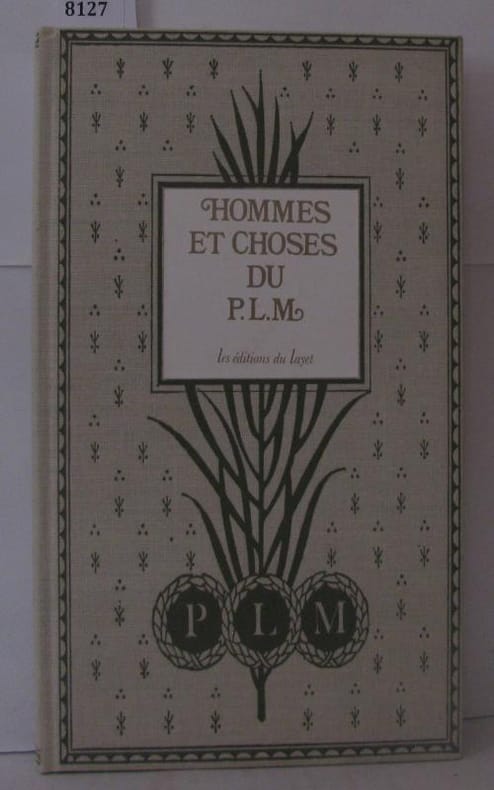 8127
HOMMES
ET CHOSES
DU
P.L.M.
les éditions du layet
P L M